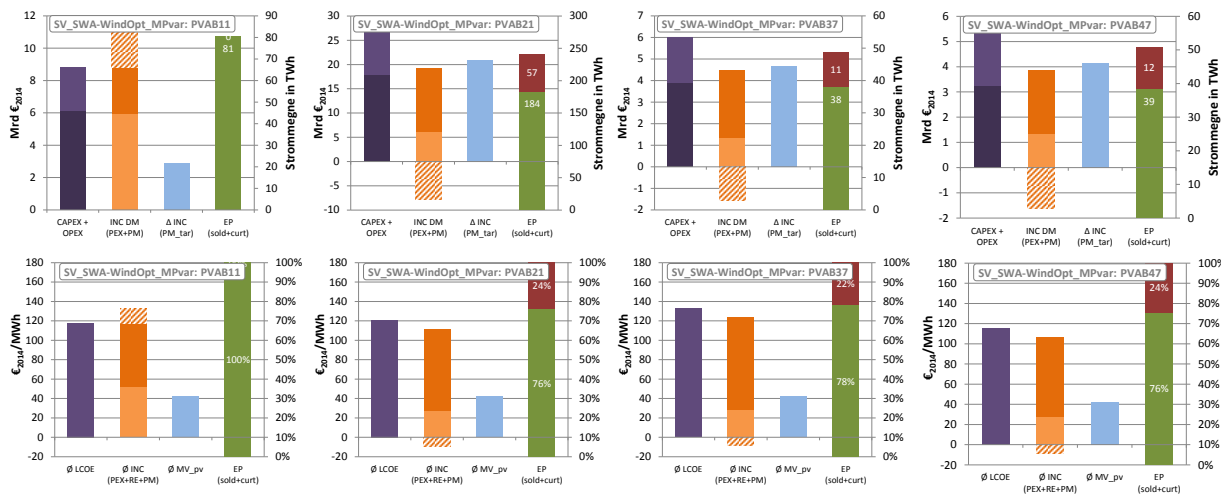 SV_SWA-WindOpt_MPvar: PVAB11
Mrd €2014
12
10
8
6
4
2
0
90
80
70
60
50
40
30
20
10
0
Strommegne in TWh
0
81
CAPEX +
OPEX
INC DM
(PEX+PM)
Δ INC
(PM_tar)
EP
(sold+curt)
SV_SWA-WindOpt_MPvar: PVAB21
Mrd €2014
30
25
20
15
10
5
0
-5
-10
300
250
200
150
100
50
0
Strommegne in TWh
57
184
CAPEX +
OPEX
INC DM
(PEX+PM)
Δ INC
(PM_tar)
EP
(sold+curt)
SV_SWA-WindOpt_MPvar: PVAB37
Mrd €2014
7
6
5
4
3
2
1
0
-1
-2
60
50
40
30
20
10
0
Strommegne in TWh
11
38
CAPEX +
OPEX
INC DM
(PEX+PM)
Δ INC
(PM_tar)
EP
(sold+curt)
SV_SWA-WindOpt_MPvar: PVAB47
Mrd €2014
6
5
4
3
2
1
0
-1
-2
60
50
40
30
20
10
0
Strommegne in TWh
12
39
CAPEX +
OPEX
INC DM
(PEX+PM)
Δ INC
(PM_tar)
EP
(sold+curt)
SV_SWA-WindOpt_MPvar: PVAB11
€2014/MWh
180
160
140
120
100
80
60
40
20
0
-20
100%
90%
80%
70%
60%
50%
40%
30%
20%
10%
0%
100%
Ø LCOE
Ø INC
(PEX+RE+PM)
Ø MV_pv
EP
(sold+curt)
SV_SWA-WindOpt_MPvar: PVAB21
€2014/MWh
180
160
140
120
100
80
60
40
20
0
-20
100%
90%
80%
70%
60%
50%
40%
30%
20%
10%
0%
24%
76%
Ø LCOE
Ø INC
(PEX+RE+PM)
Ø MV_pv
EP
(sold+curt)
SV_SWA-WindOpt_MPvar: PVAB37
€2014/MWh
180
160
140
120
100
80
60
40
20
0
-20
100%
90%
80%
70%
60%
50%
40%
30%
20%
10%
0%
22%
78%
Ø LCOE
Ø INC
(PEX+RE+PM)
Ø MV_pv
EP
(sold+curt)
SV_SWA-WindOpt_MPvar: PVAB47
€2014/MWh
180
160
140
120
100
80
60
40
20
0
-20
100%
90%
80%
70%
60%
50%
40%
30%
20%
10%
0%
24%
76%
Ø LCOE
Ø INC
(PEX+RE+PM)
Ø MV_pv
EP
(sold+curt)